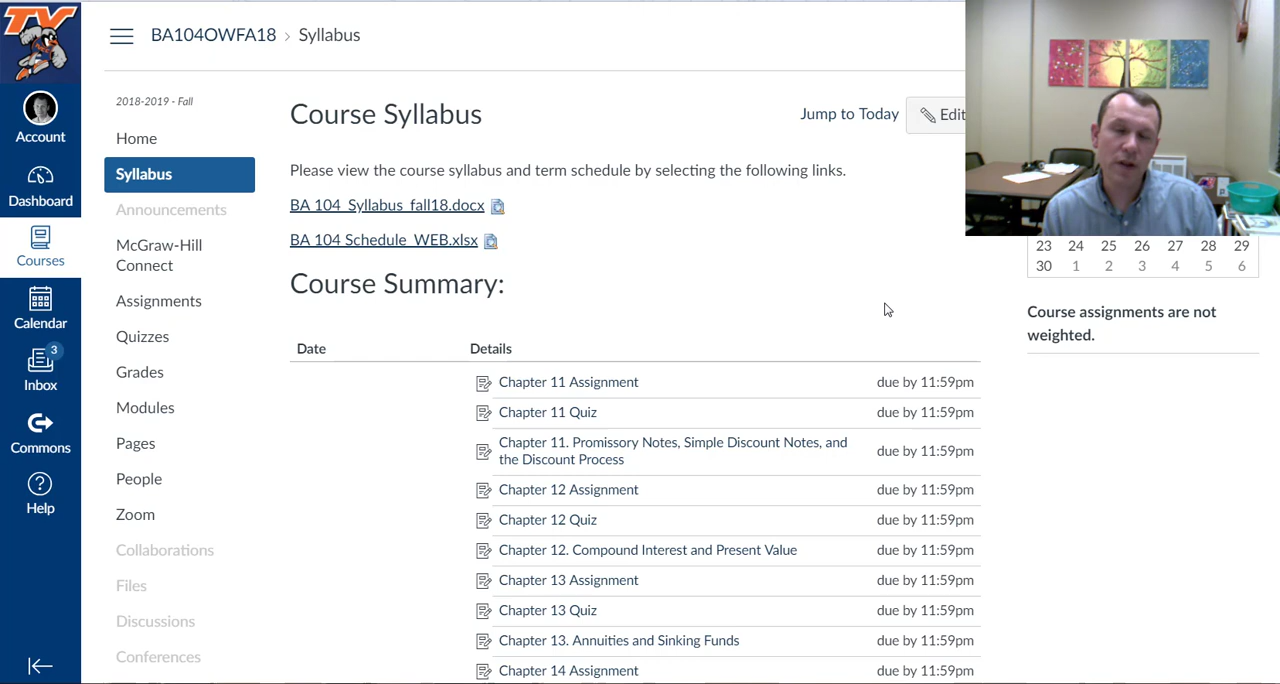 TV
BA104OWFA18 › Syllabus
Account
Dashboard
Courses
Calendar
3
Inbox
Commons
Help
2018-2019 - Fall
Home
Syllabus
Announcements
McGraw-Hill
Connect
Assignments
Quizzes
Grades
Modules
Pages
People
Zoom
Collaborations
Files
Discussions
Conferences
Course Syllabus
Jump to Today
Edit
Please view the course syllabus and term schedule by selecting the following links.
BA 104_Syllabus_fall18.docx
BA 104 Schedule_WEB.xlsx
Course Summary:
Date Details
Chapter 11 Assignment due by 11:59pm
Chapter 11 Quiz due by 11:59pm
Chapter 11. Promissory Notes, Simple Discount Notes, and
the Discount Process due by 11:59pm
Chapter 12 Assignment due by 11:59pm
Chapter 12 Quiz due by 11:59pm
Chapter 12. Compound Interest and Present Value due by 11:59pm
Chapter 13 Assignment due by 11:59pm
Chapter 13 Quiz due by 11:59pm
Chapter 13. Annuities and Sinking Funds due by 11:59pm
Chapter 14 Assignment due by 11:59pm
23 24 25 26 27 28 29
30 1 2 3 4 5 6
Course assignments are not
weighted.